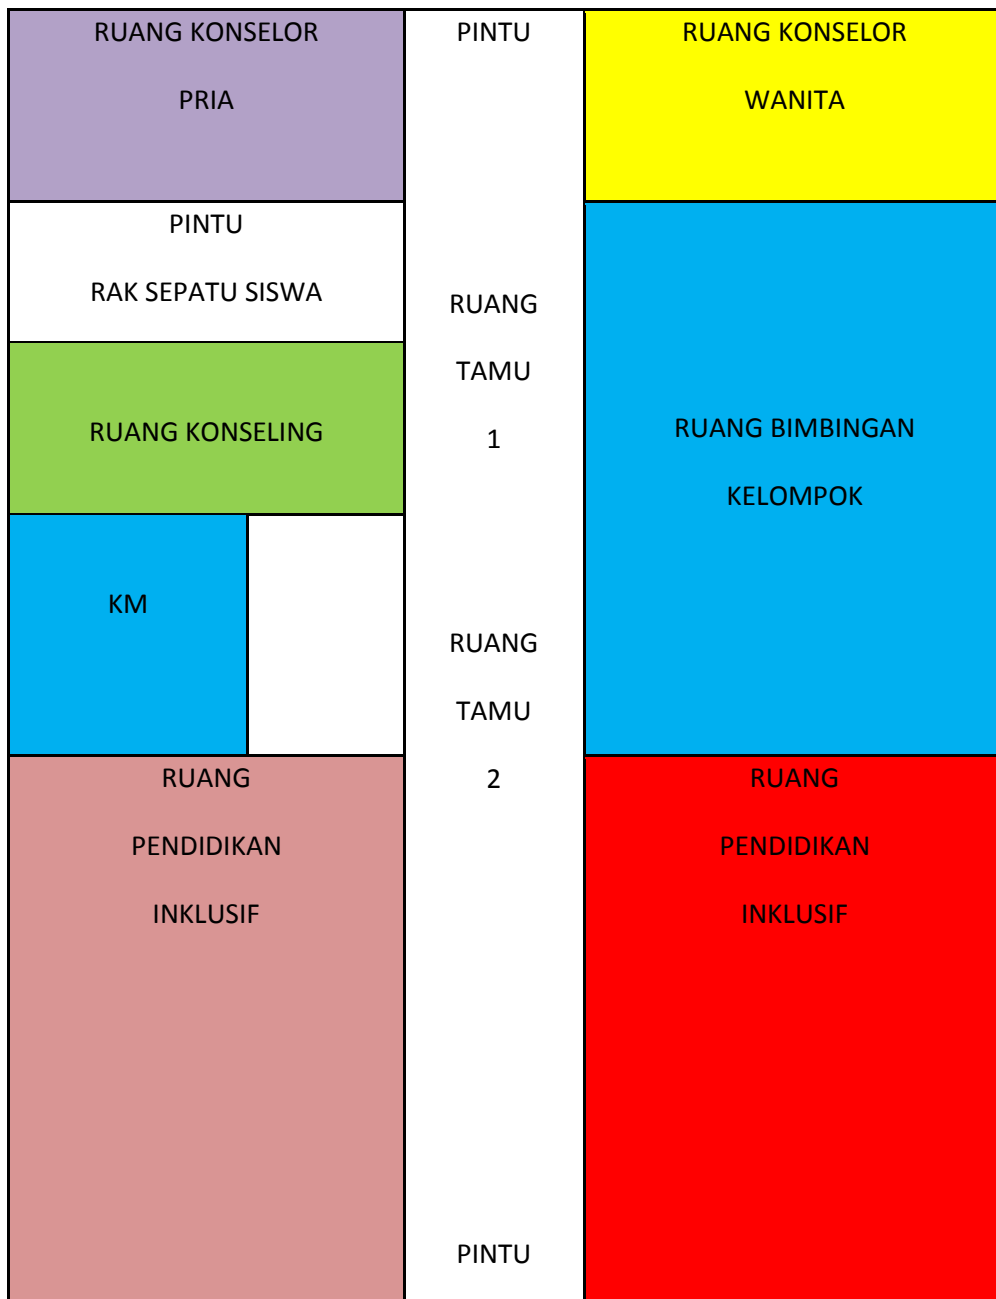 RUANG KONSELOR
PRIA
PINTU
RUANG KONSELOR
WANITA
PINTU
RAK SEPATU SISWA
RUANG
TAMU
1
RUANG KONSELING
RUANG BIMBINGAN
KELOMPOK
KM
RUANG
TAMU
2
RUANG
PENDIDIKAN
INKLUSIF
RUANG
PENDIDIKAN
INKLUSIF
PINTU